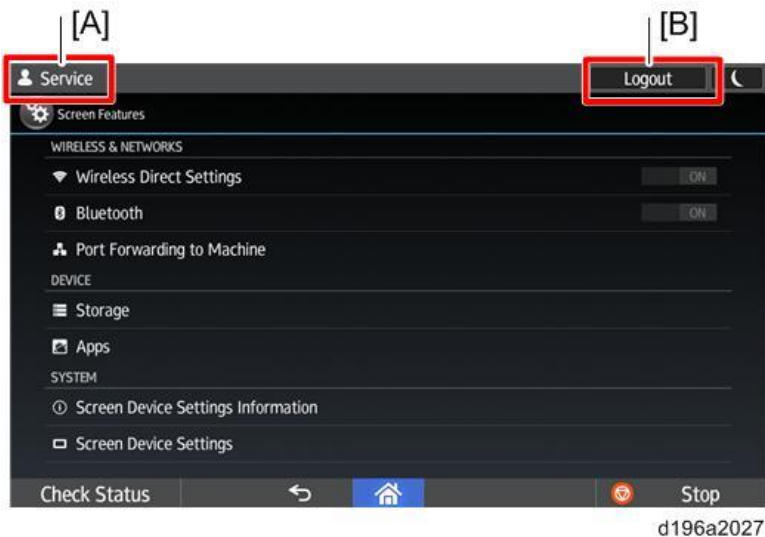 [A] [B]
Service Logout
Screen Features
WIRELESS & NETWORKS
Wireless Direct Settings ON
Bluetooth ON
Port Forwarding to Machine
DEVICE
Storage
Apps
SYSTEM
Screen Device Settings Information
Screen Device Settings
Check Status Stop
d196a2027